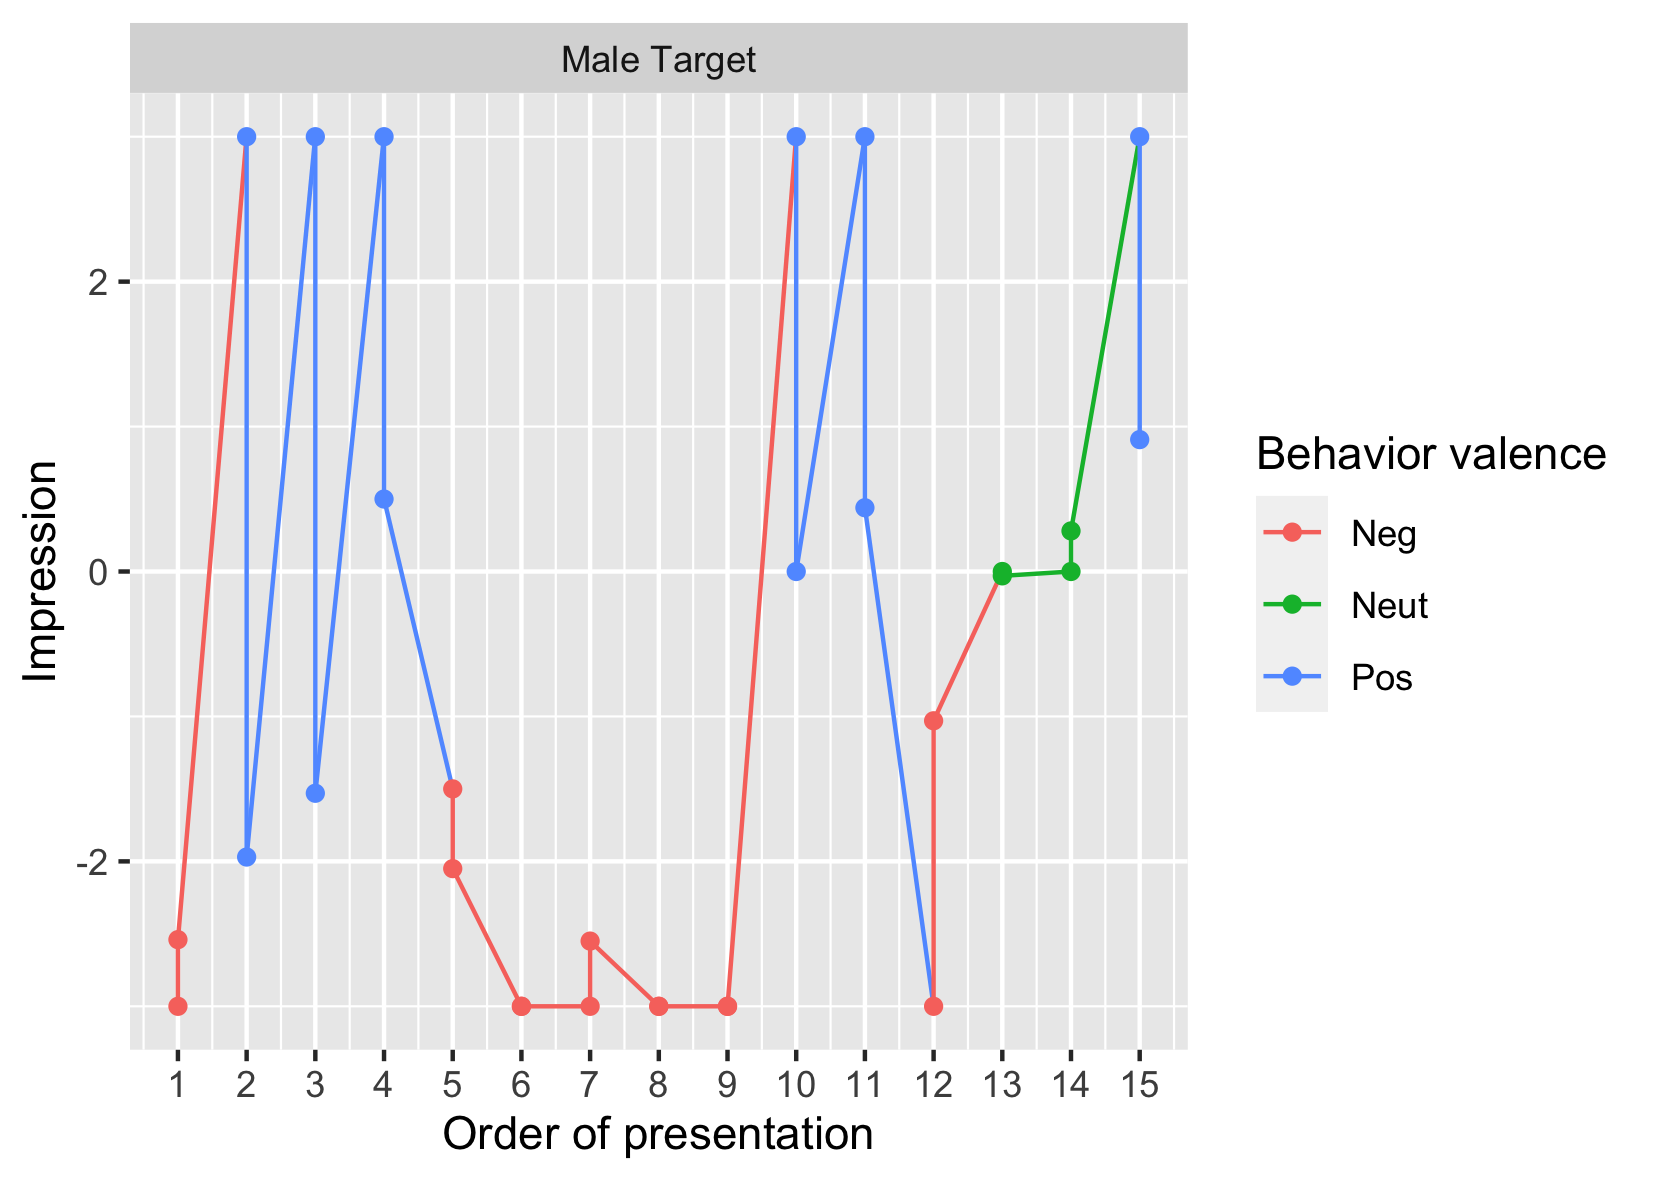 Male Target
Impression
2
0
-2
1 2 3 4 5 6 7 8 9 10 11 12 13 14 15
Order of presentation
Behavior valence
Neg
Neut
Pos